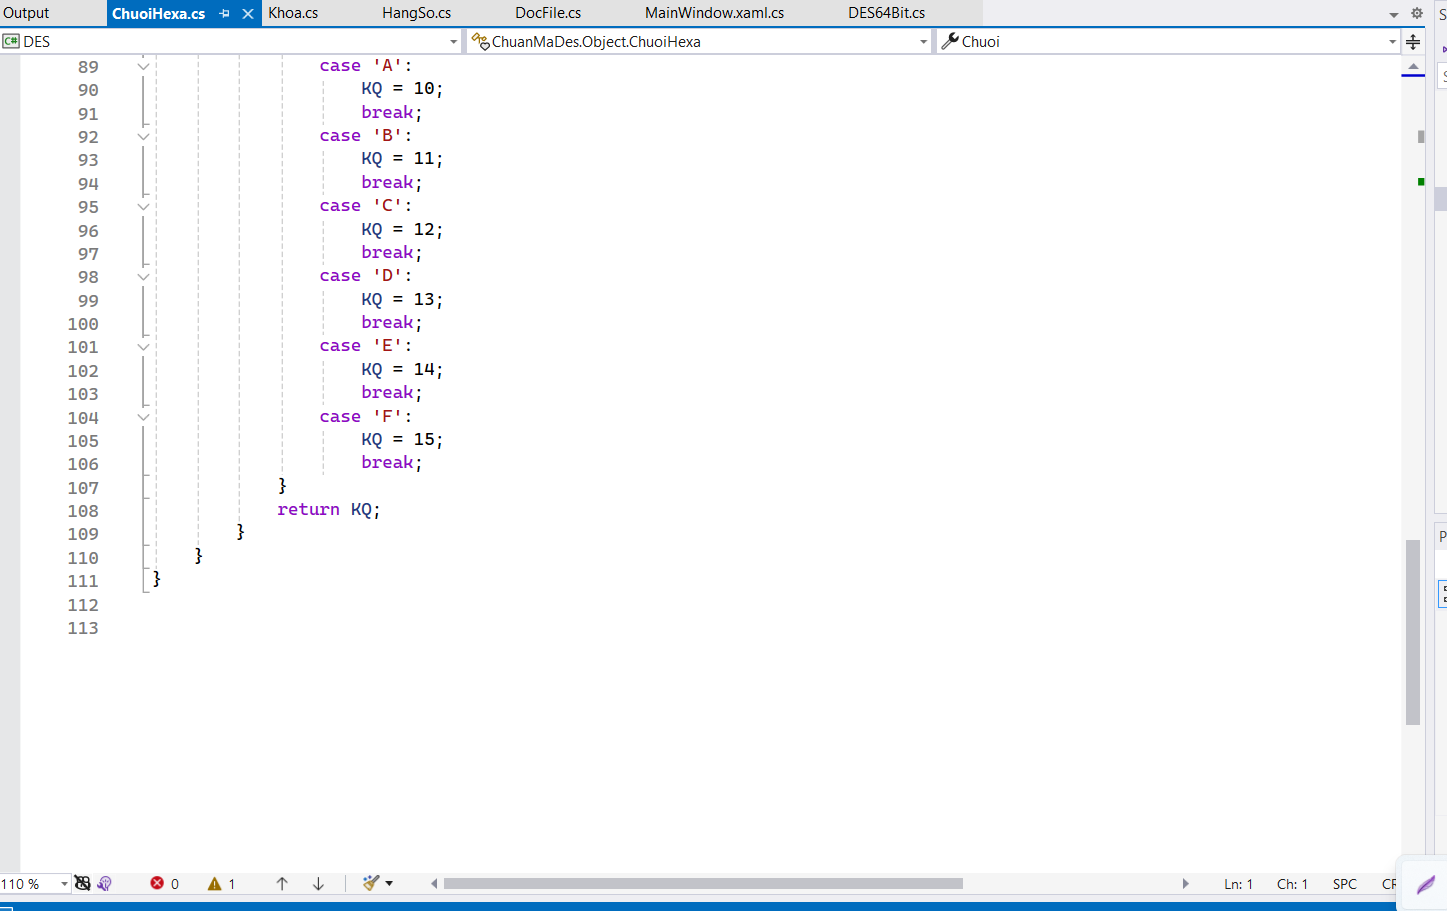 Output ChuoiHexa.cs Khoa.cs HangSo.cs DocFile.cs MainWindow.xaml.cs DES64Bit.cs
C# DES ChuanMaDes.Object.ChuoiHexa Chuoi
89 case 'A':
90 KQ = 10;
91 break;
92 case 'B':
93 KQ = 11;
94 break;
95 case 'C':
96 KQ = 12;
97 break;
98 case 'D':
99 KQ = 13;
100 break;
101 case 'E':
102 KQ = 14;
103 break;
104 case 'F':
105 KQ = 15;
106 break;
107 }
108 return KQ;
109 }
110 }
111 }
112
113
110 % 0 1 Ln: 1 Ch: 1 SPC